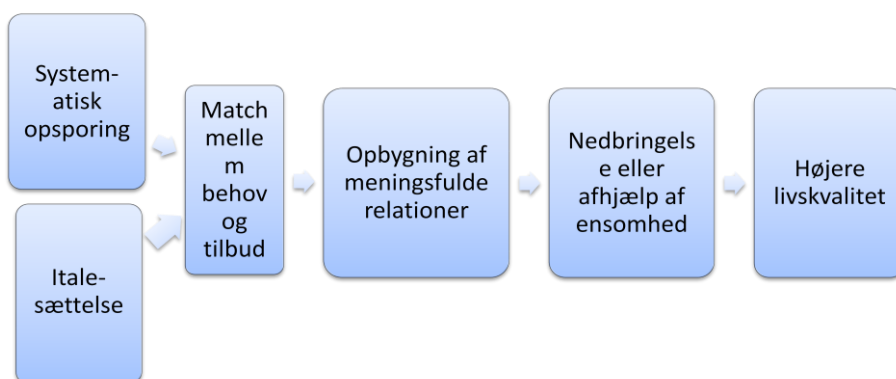 System-
atisk
opsporing
Itale-
sættelse
Match
mellem
m
behov
og
tilbud
Opbygning af
meningsfulde
relationer
Nedbringels
e eller
afhjælp af
ensomhed
Højere
livskvalitet